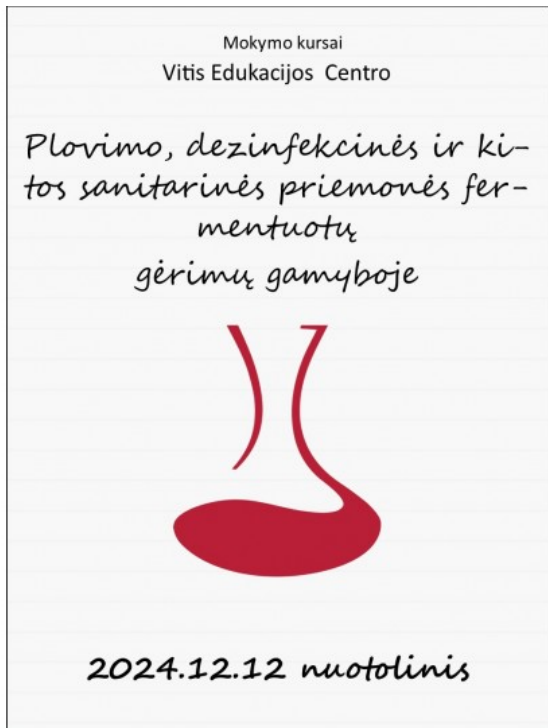 Mokymo kursai
Vitis Edukacijos Centro
Plovimo, dezinfekcinės ir ki-
tos sanitarinės priemonės fer-
mentuotų
gėrimų gamyboje
2024.12.12 nuotolinis